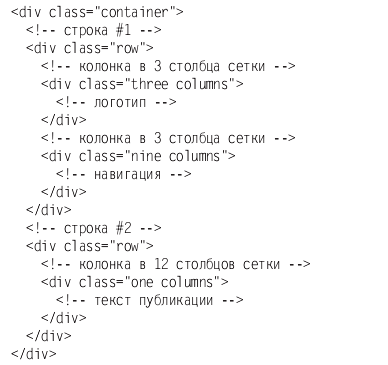 <div class="container">
<!-- строка #1 -->
<div class="row">
<!-- колонка в 3 столбца сетки -->
<div class="three columns">
<!-- логотип -->
</div>
<!-- колонка в 3 столбца сетки -->
<div class="nine columns">
<!-- навигация -->
</div>
</div>
<!-- строка #2 -->
<div class="row">
<!-- колонка в 12 столбцов сетки -->
<div class="one columns">
<!-- текст публикации -->
</div>
</div>
</div>